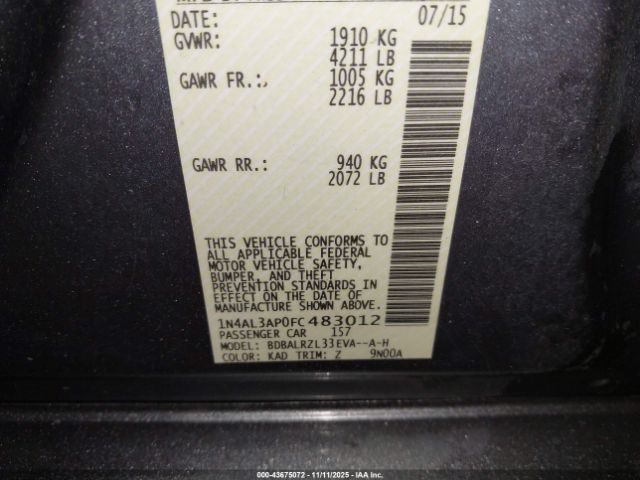 DATE: 07/15
GVWR: 1910 KG
4211 LB
GAWR FR.: 1005 KG
2216 LB
GAWR RR.: 940 KG
2072 LB
THIS VEHICLE CONFORMS TO
ALL APPLICABLE FEDERAL
MOTOR VEHICLE SAFETY,
BUMPER, AND THEFT
PREVENTION STANDARDS
IN EFFECT ON THE DATE OF
MANUFACTURE SHOWN ABOVE.
1N4AL3AP0FC483012
PASSENGER CAR 157
MODEL: BDBALRZL33EVA--A-H
COLOR: KAD TRIM: Z 9N00A
000-43675072 - 11/11/2025 - Copyright © IAA, Inc.